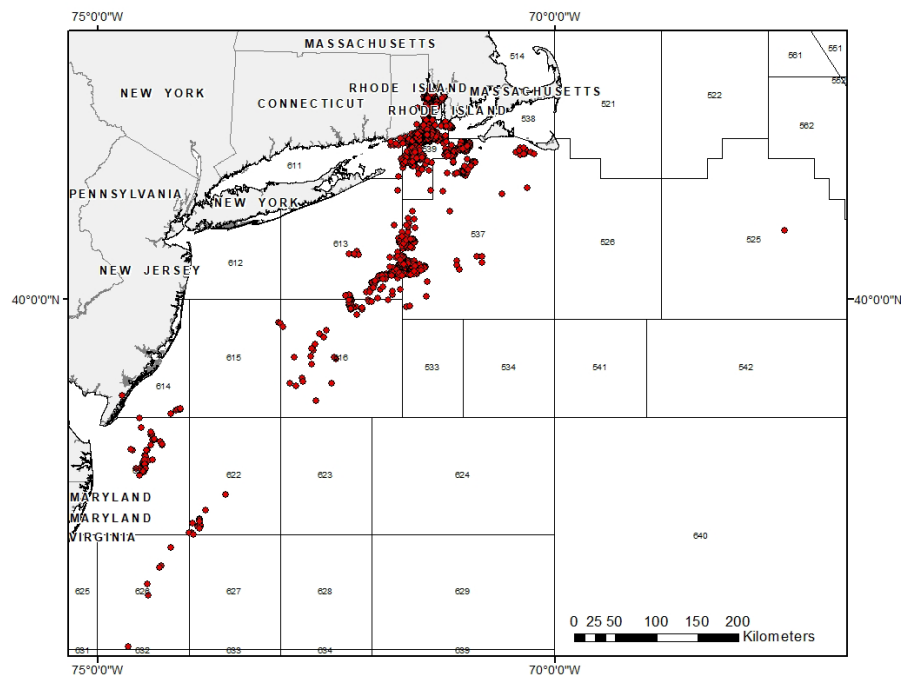 75°0'0"W 70°0'0"W
MASSACHUSETTS
514
561 551
562
NEW YORK
RHODE ISLAND
MASSACHUSETTS
CONNECTICUT
RHODE ISLAND
521 522
538
562
539
611
PENNSYLVANIA
NEW YORK
537
526 525
613
612
NEW JERSEY
40°0'0"N 40°0'0"N
615 616
533 534 541 542
614
622 623 624
MARYLAND
MARYLAND
VIRGINIA
640
625 626 627 628 629
0 25 50 100 150 200
Kilometers
631 632 633 634 639
75°0'0"W 70°0'0"W